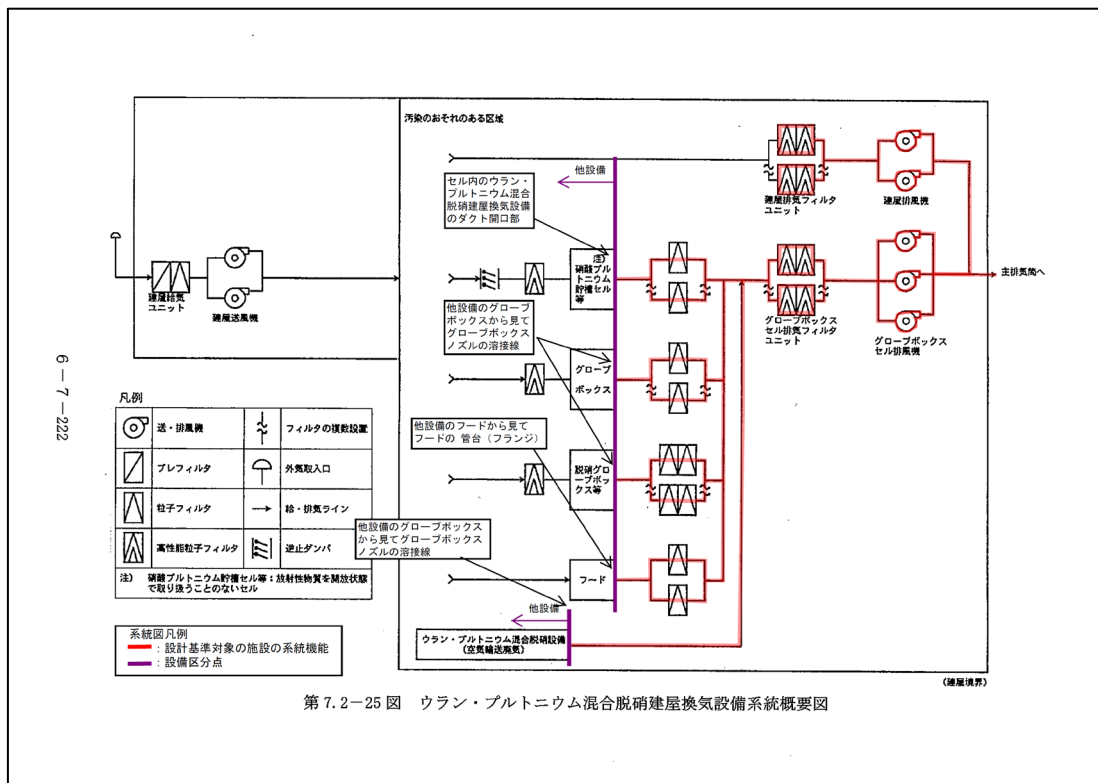 汚染のおそれのある区域
他設備
セル内のウラン・
プルトニウム混合
脱硝建屋換気設備
のダクト開口部
建屋排気フィルタ
ユニット
建屋排風機
注)
硝酸プルト
ニウム
貯槽セル
等
建屋給気
ユニット
建屋送風機
主排気筒へ
他設備のグローブ
ボックスから見て
グローブボックス
ノズルの溶接線
グローブボックス
セル排気フィルタ
ユニット
グローブボックス
セル排風機
グローブ
ボックス
他設備のフードから見て
フードの 管台(フランジ)
脱硝グロ
ーブボッ
クス等
他設備のグローブボックス
から見てグローブボックス
ノズルの溶接線
フード
他設備
ウラン・プルトニウム混合脱硝設備
(空気輸送廃気)
凡例
送・排風機
フィルタの複数設置
プレフィルタ
外気取入口
粒子フィルタ
給・排気ライン
高性能粒子フィルタ
逆止ダンパ
注) 硝酸プルトニウム貯槽セル等:放射性物質を開放状態
で取り扱うことのないセル
系統図凡例
:設計基準対象の施設の系統機能
:設備区分点
(建屋境界)
第7.2-25図 ウラン・プルトニウム混合脱硝建屋換気設備系統概要図
6-7-222